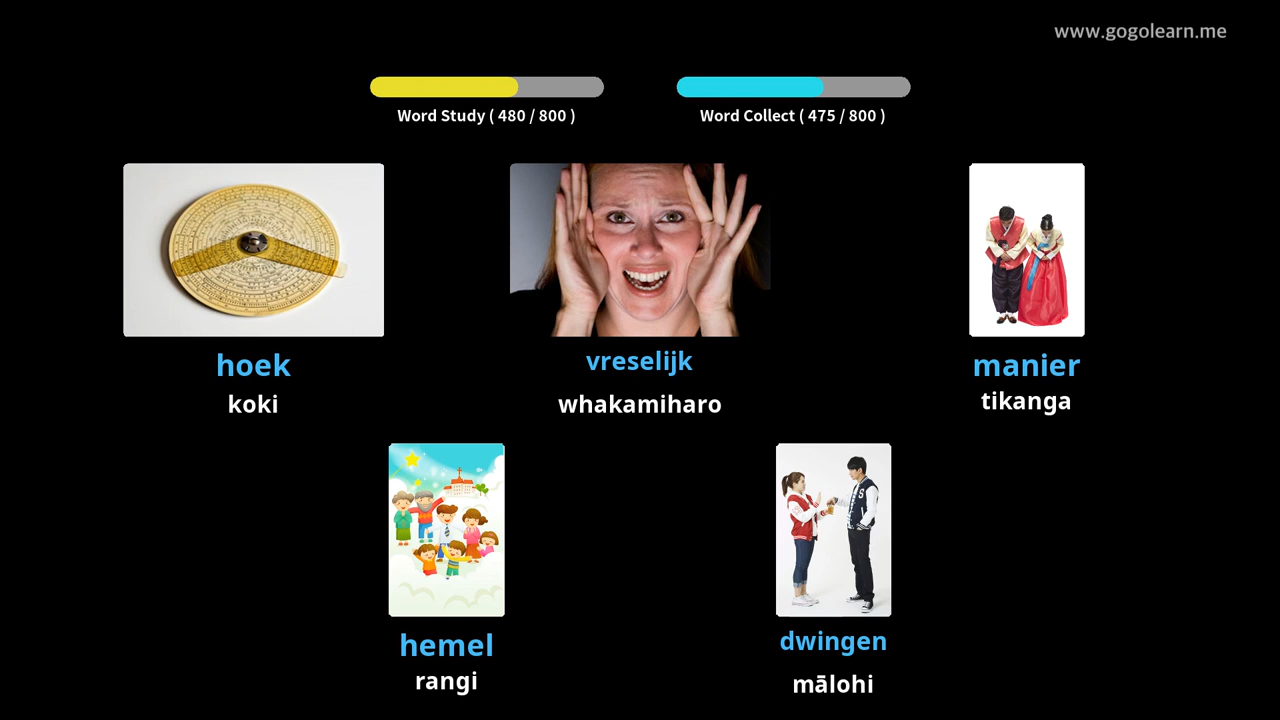 www.gogolearn.me
Word Study ( 480 / 800 )
Word Collect ( 475 / 800 )
hoek
koki
vreselijk
whakamiharo
manier
tikanga
hemel
rangi
dwingen
mālohi